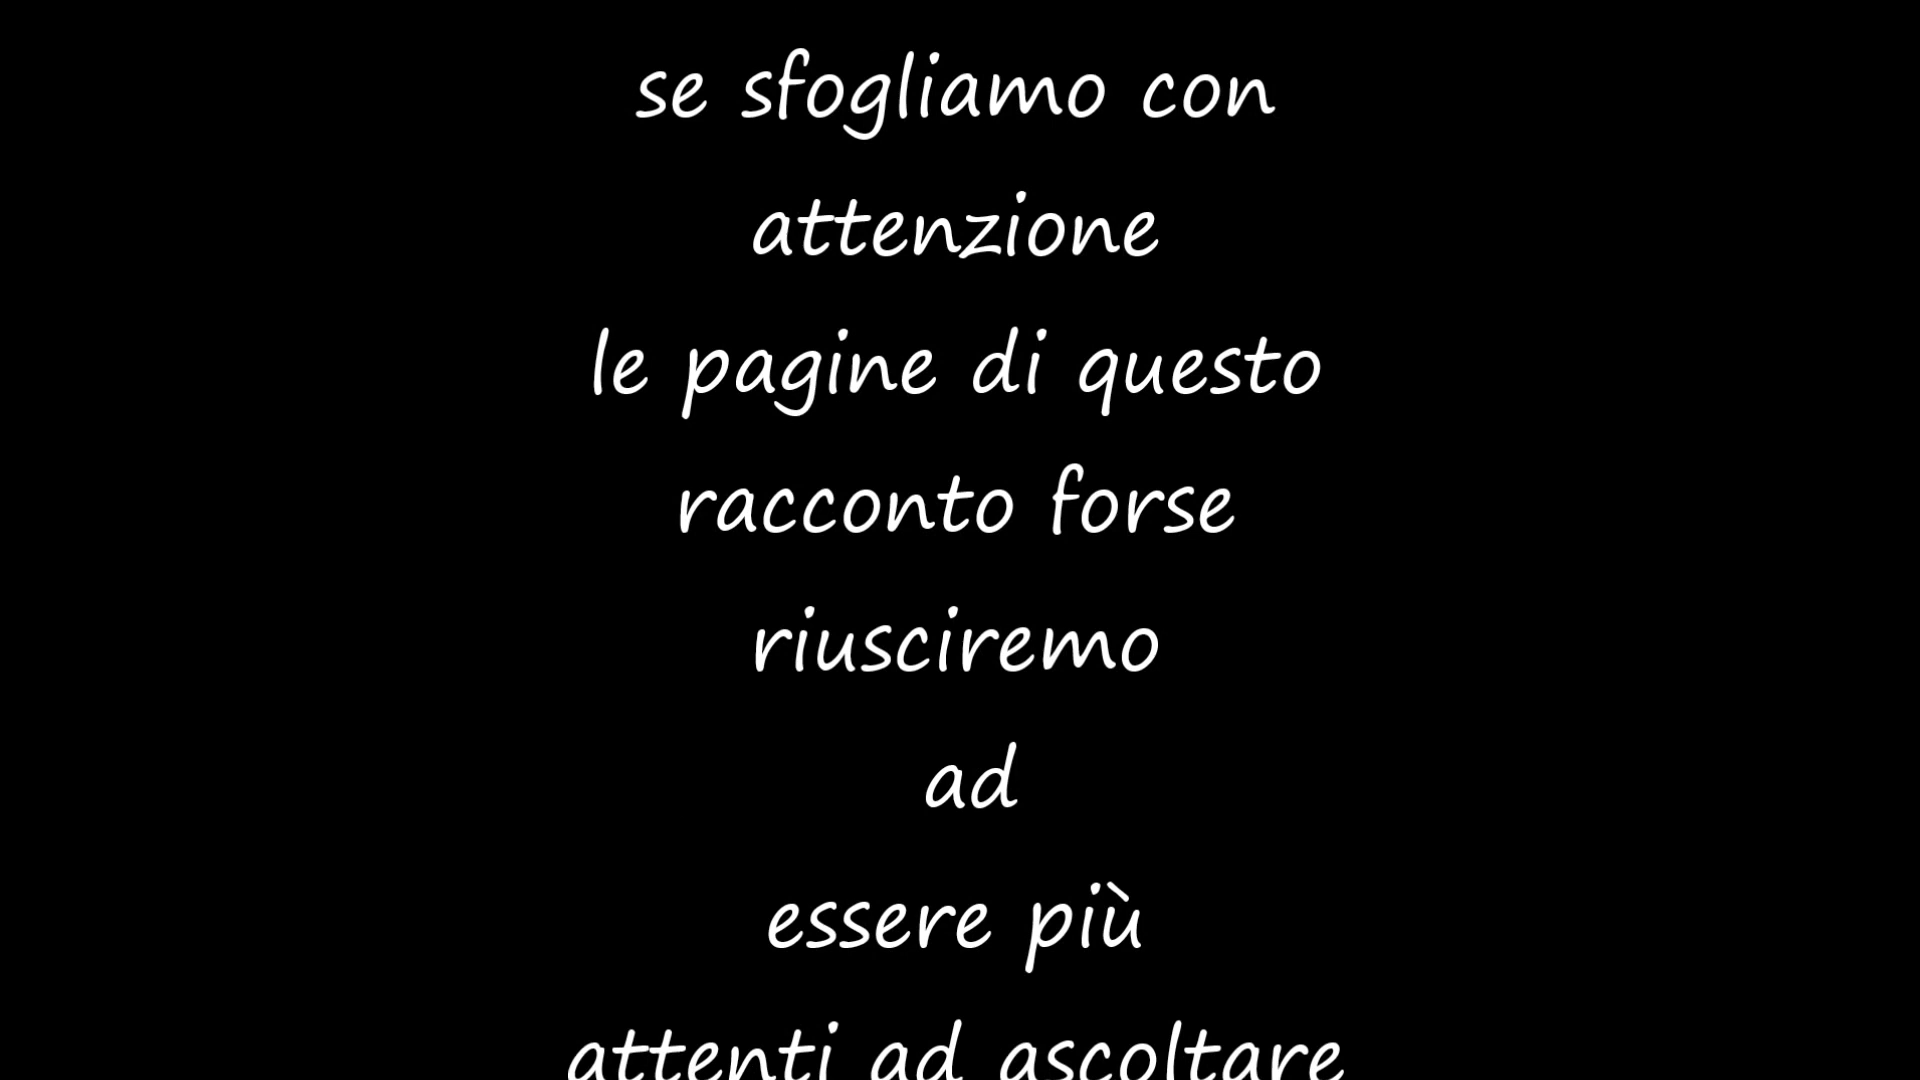 se sfogliamo con
attenzione
le pagine di questo
racconto forse
riusciremo
ad
essere più
attenti ad ascoltare